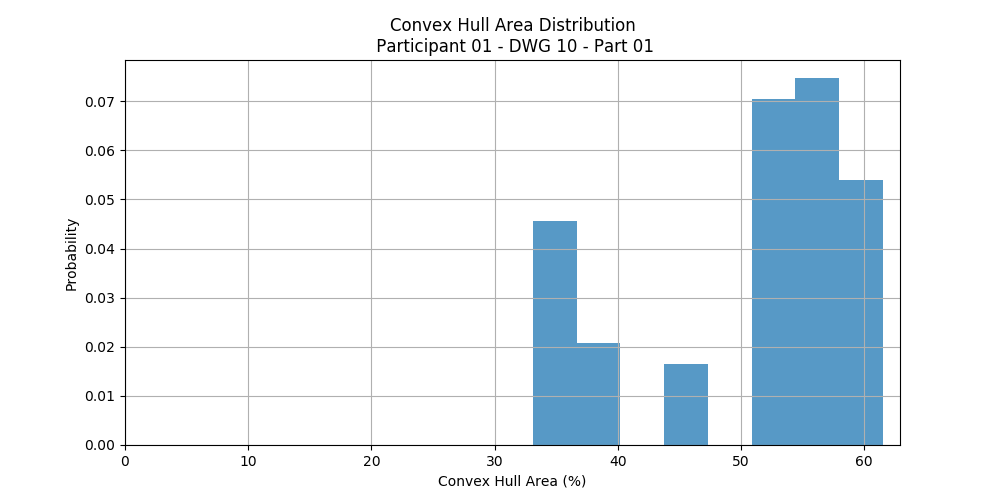 Convex Hull Area Distribution
Participant 01 - DWG 10 - Part 01
Probability
0.07
0.06
0.05
0.04
0.03
0.02
0.01
0.00
0 10 20 30 40 50 60
Convex Hull Area (%)